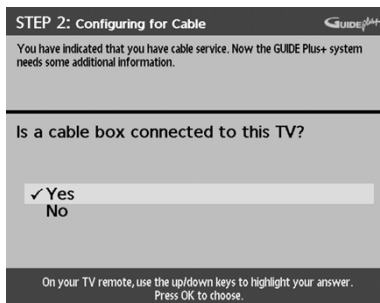 STEP 2: Configuring for Cable
GUIDE Plus+
You have indicated that you have cable service. Now the GUIDE Plus+ system
needs some additional information.
Is a cable box connected to this TV?
✓ Yes
No
On your TV remote, use the up/down keys to highlight your answer.
Press OK to choose.